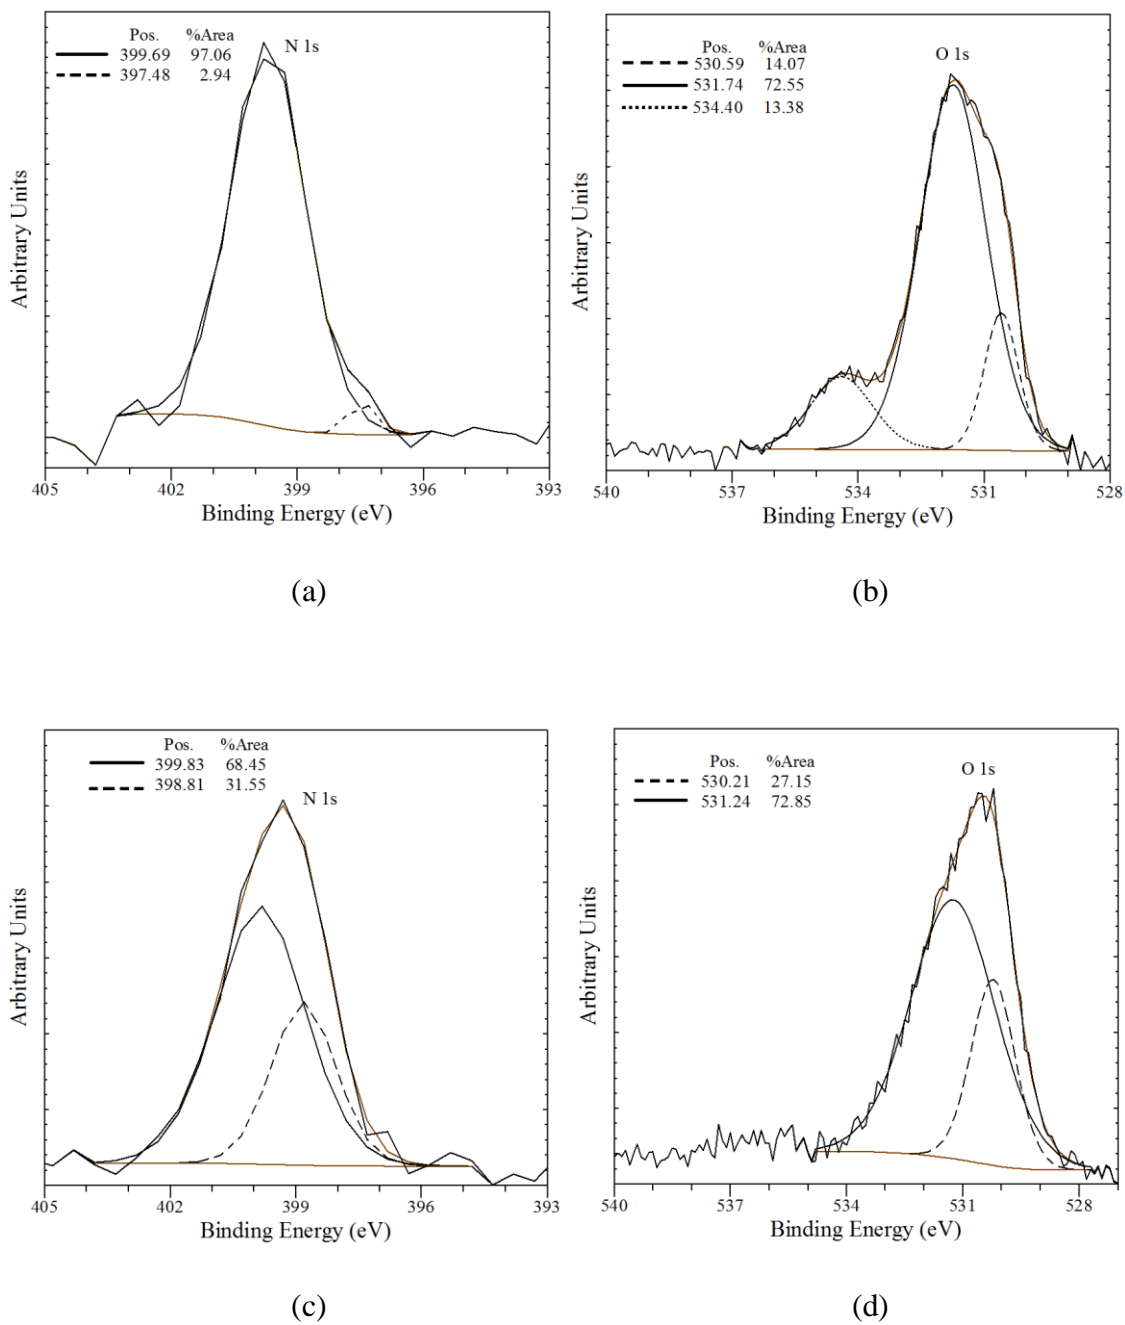 Pos. %Area
399.69 97.06
397.48 2.94
N 1s
Arbitrary Units
405 402 399 396 393
Binding Energy (eV)
(a)
Pos. %Area
530.59 14.07
531.74 72.55
534.40 13.38
O 1s
Arbitrary Units
540 537 534 531 528
Binding Energy (eV)
(b)
Pos. %Area
399.83 68.45
398.81 31.55
N 1s
Arbitrary Units
405 402 399 396 393
Binding Energy (eV)
(c)
Pos. %Area
530.21 27.15
531.24 72.85
O 1s
Arbitrary Units
540 537 534 531 528
Binding Energy (eV)
(d)